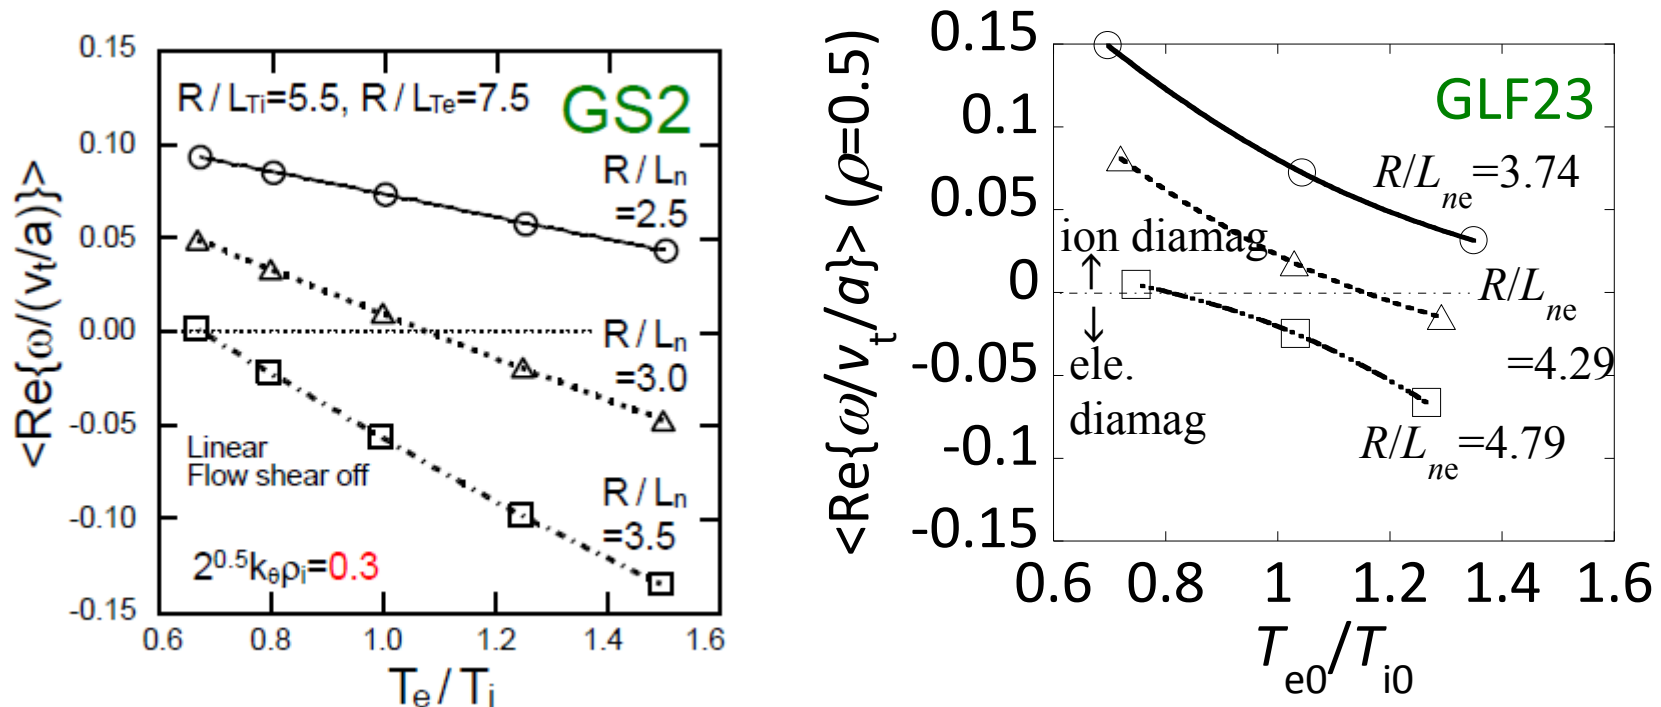 <Re{ω/(vt/a)}>
0.15
0.10
0.05
0.00
-0.05
-0.10
-0.15
R/LTi=5.5, R/LTe=7.5
GS2
R/Ln
=2.5
R/Ln
=3.0
Linear
Flow shear off
R/Ln
=3.5
2^0.5kθρi=0.3
0.6 0.8 1.0 1.2 1.4 1.6
Te/Ti
<Re{ω/vt/a}> (ρ=0.5)
0.15
0.1
0.05
0
-0.05
-0.1
-0.15
GLF23
R/Lne=3.74
ion diamag
↑
R/Lne
=4.29
↓
ele.
diamag
R/Lne=4.79
0.6 0.8 1 1.2 1.4 1.6
Te0/Ti0